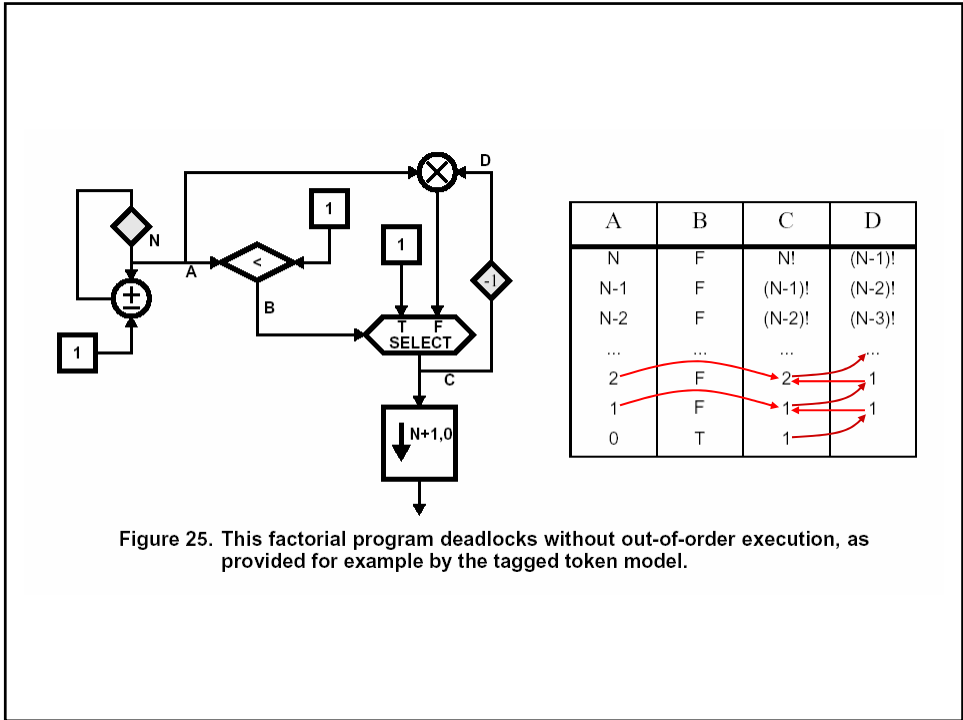 D
1
N
1
A
<
-1
B
T F
SELECT
1
C
N+1,0
A B C D
N F N! (N-1)!
N-1 F (N-1)! (N-2)!
N-2 F (N-2)! (N-3)!
... ... ... ...
2 F 2 1
1 F 1 1
0 T 1
Figure 25. This factorial program deadlocks without out-of-order execution, as
provided for example by the tagged token model.